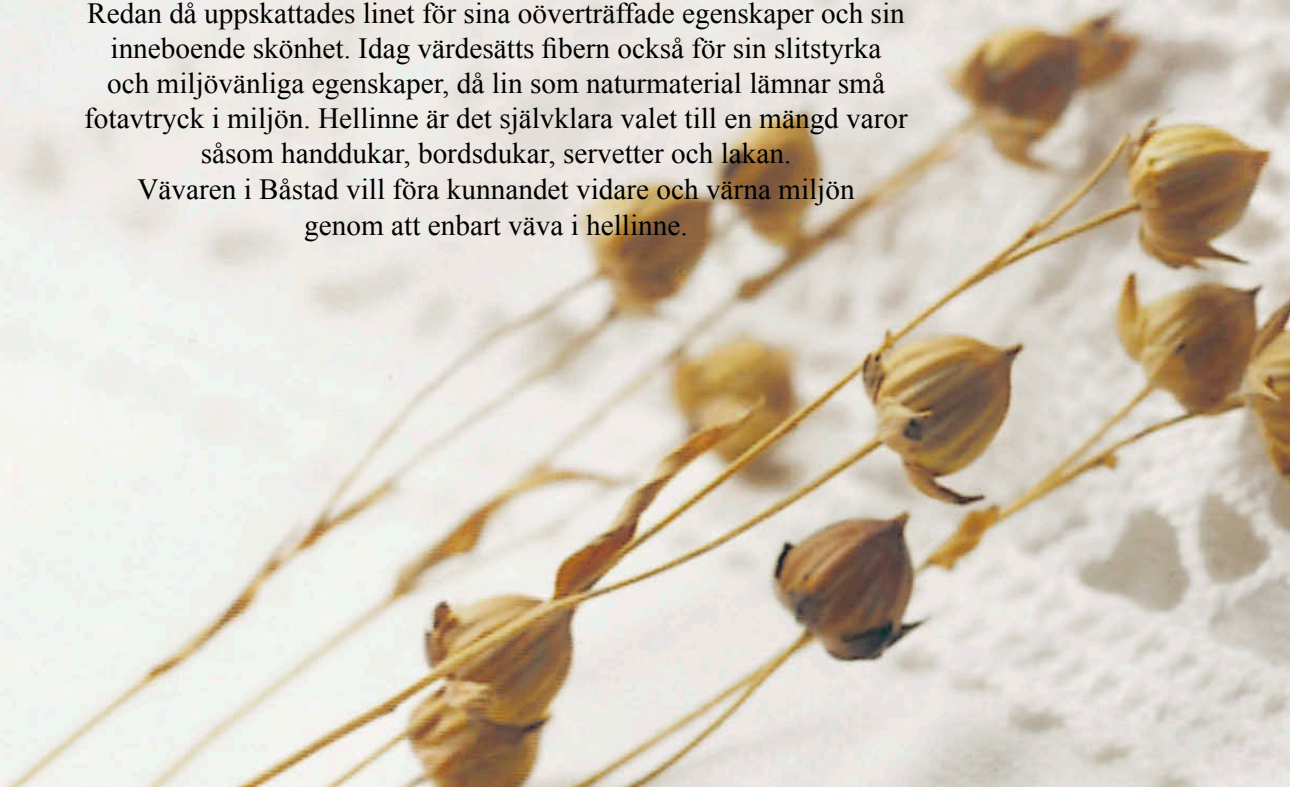 Redan då uppskattades linet för sina oöverträffade egenskaper och sin
inneboende skönhet. Idag värdesätts fibern också för sin slitstyrka
och miljövänliga egenskaper, då lin som naturmaterial lämnar små
fotavtryck i miljön. Hellinne är det självklara valet till en mängd varor
såsom handdukar, bordsdukar, servetter och lakan.
Vävaren i Båstad vill föra kunnandet vidare och värna miljön
genom att enbart väva i hellinne.